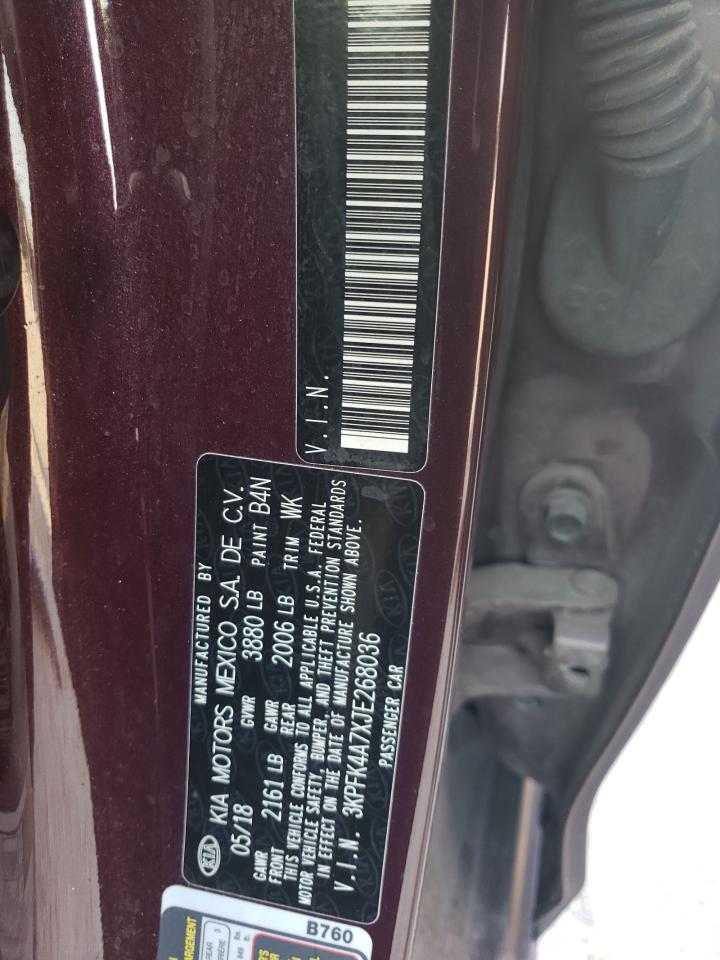 V.I.N.
KIA
MANUFACTURED BY
KIA MOTORS MEXICO S.A. DE C.V.
05/18 GVWR 3880 LB PAINT B4N
GAWR FRONT 2161 LB GAWR REAR 2006 LB TRIM WK
THIS VEHICLE CONFORMS TO ALL APPLICABLE U.S.A. FEDERAL
MOTOR VEHICLE SAFETY, BUMPER, AND THEFT PREVENTION STANDARDS
IN EFFECT ON THE DATE OF MANUFACTURE SHOWN ABOVE.
V.I.N. 3KPFK4A7XJE268036
PASSENGER CAR
B760